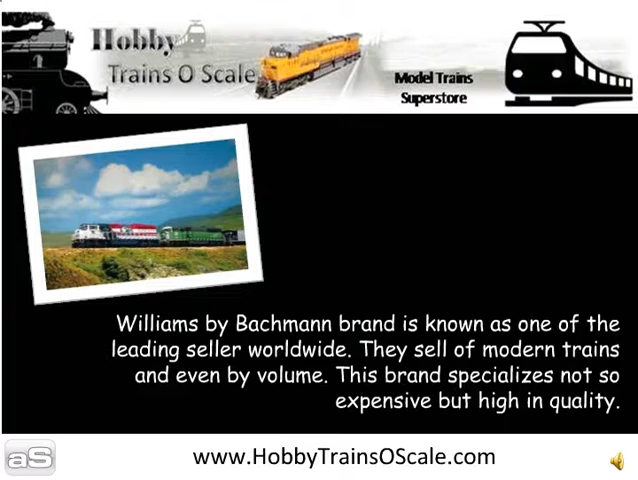 Hobby
Trains O Scale
Model Trains
Superstore
Williams by Bachmann brand is known as one of the
leading seller worldwide. They sell of modern trains
and even by volume. This brand specializes not so
expensive but high in quality.
aS
www.HobbyTrainsOScale.com